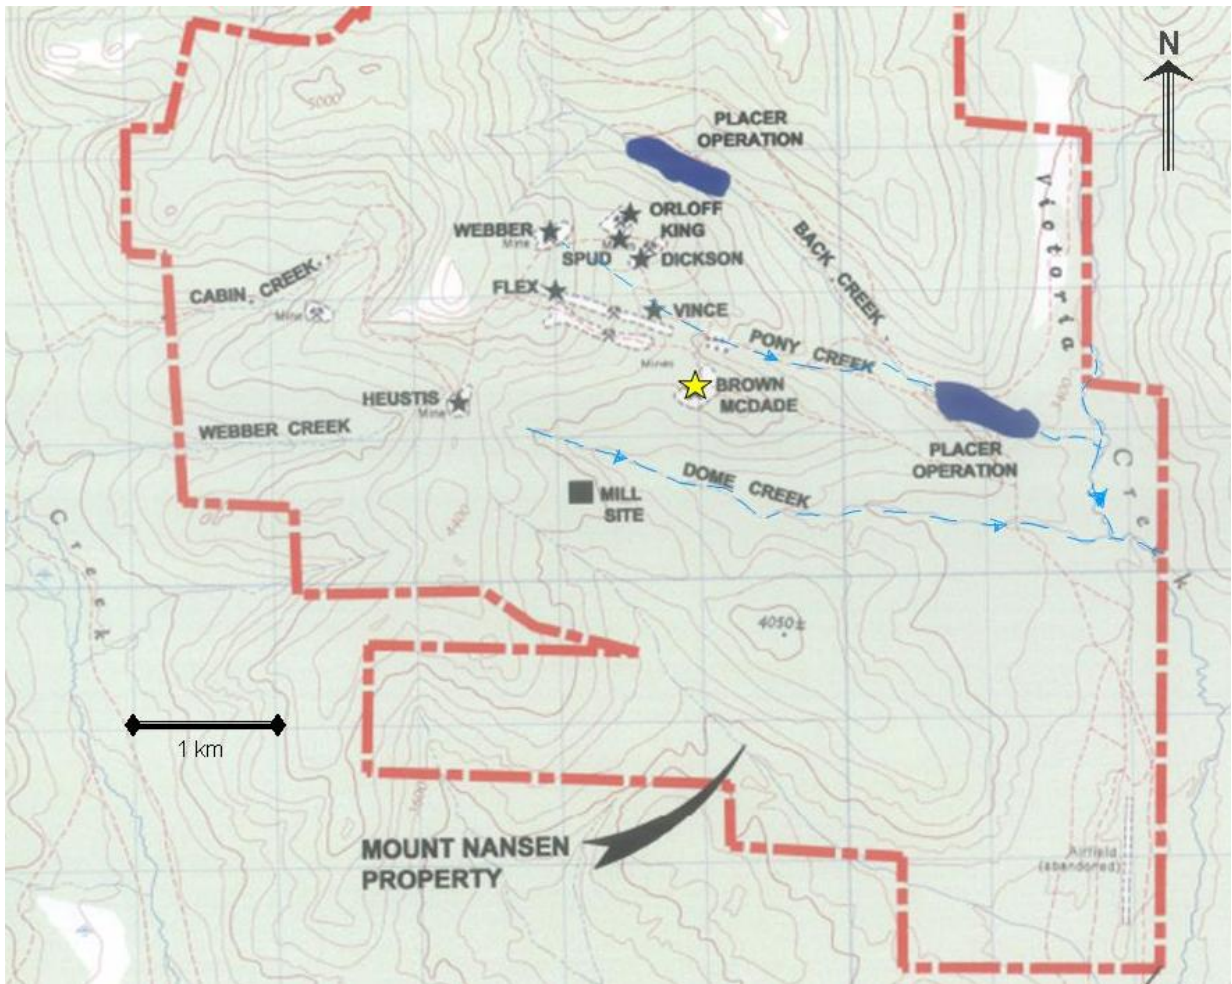 N
5000
PLACER
OPERATION
ORLOFF
KING
WEBBER
Mine
SPUD
DICKSON
FLEX
VINCE
CABIN CREEK
Mine
BACK CREEK
PONY CREEK
Victoria
Creek
Mines
BROWN
MCDADE
HEUSTIS
Mine
WEBBER CREEK
PLACER
OPERATION
DOME CREEK
MILL
SITE
4400
Creek
4050±
1 km
MOUNT NANSEN
PROPERTY
Airfield
(abandoned)